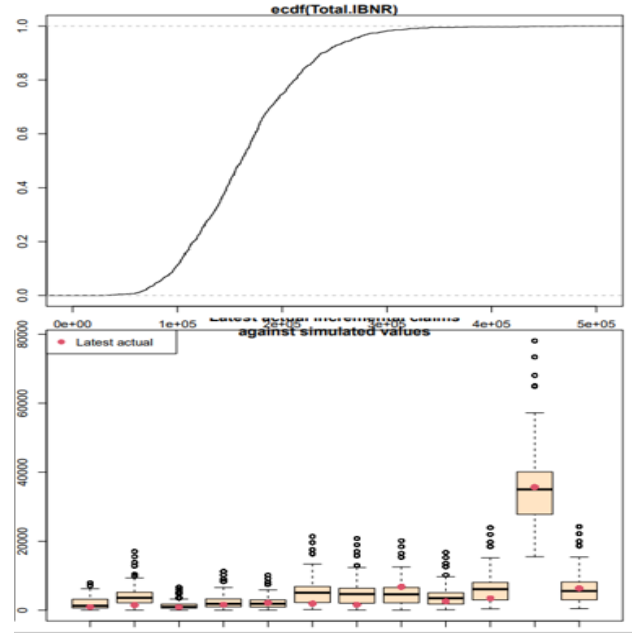 ecdf(Total.IBNR)
1.0
0.8
0.6
0.4
0.2
0.0
0e+00 1e+05 2e+05 3e+05 4e+05 5e+05
Latest actual incremental claims
against simulated values
Latest actual
80000
60000
40000
20000
0